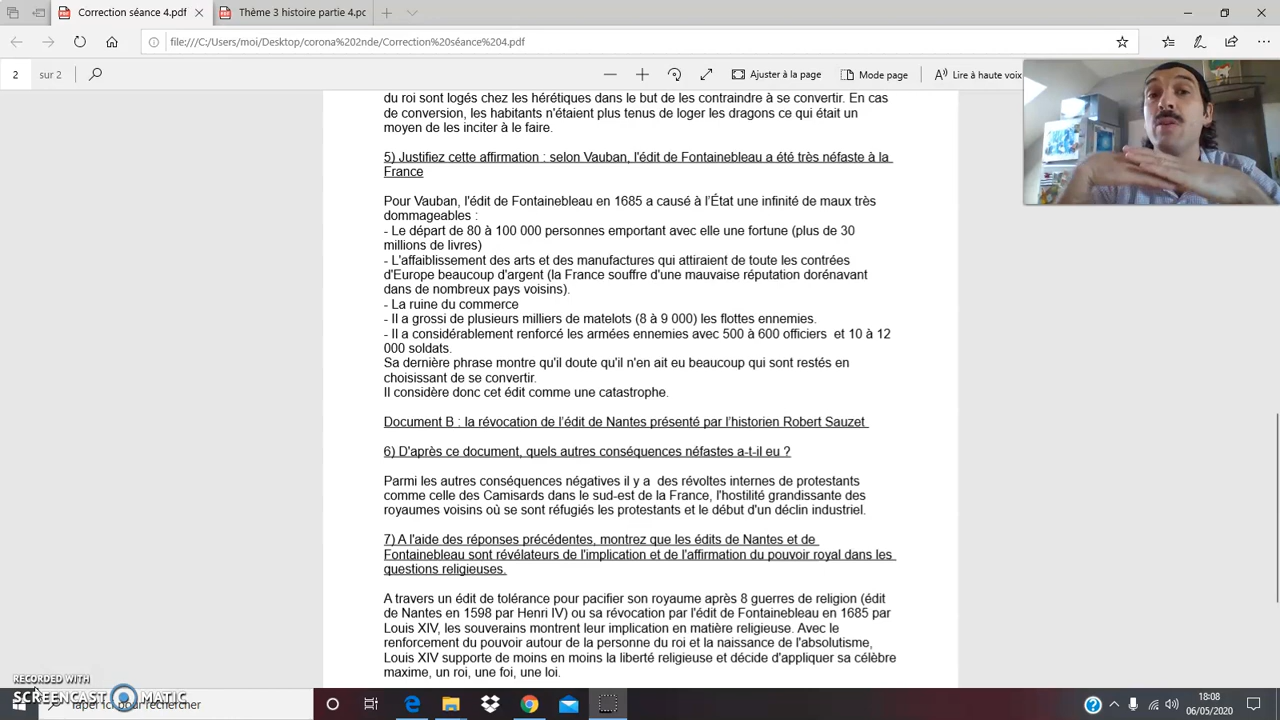 Correction séance 4.pdf
Thème 3 histoire partie 4.pc
file:///C:/Users/moi/Desktop/corona%202nde/Correction%20séance%204.pdf
2 sur 2 Ajuster à la page Mode page Lire à haute voix
du roi sont logés chez les hérétiques dans le but de les contraindre à se convertir. En cas
de conversion, les habitants n'étaient plus tenus de loger les dragons ce qui était un
moyen de les inciter à le faire.
5) Justifiez cette affirmation : selon Vauban, l'édit de Fontainebleau a été très néfaste à la
France
Pour Vauban, l'édit de Fontainebleau en 1685 a causé à l'État une infinité de maux très
dommageables :
- Le départ de 80 à 100 000 personnes emportant avec elle une fortune (plus de 30
millions de livres)
- L'affaiblissement des arts et des manufactures qui attiraient de toute les contrées
d'Europe beaucoup d'argent (la France souffre d'une mauvaise réputation dorénavant
dans de nombreux pays voisins).
- La ruine du commerce
- Il a grossi de plusieurs milliers de matelots (8 à 9 000) les flottes ennemies.
- Il a considérablement renforcé les armées ennemies avec 500 à 600 officiers et 10 à 12
000 soldats.
Sa dernière phrase montre qu'il doute qu'il n'en ait eu beaucoup qui sont restés en
choisissant de se convertir.
Il considère donc cet édit comme une catastrophe.
Document B : la révocation de l'édit de Nantes présenté par l'historien Robert Sauzet
6) D'après ce document, quels autres conséquences néfastes a-t-il eu ?
Parmi les autres conséquences négatives il y a des révoltes internes de protestants
comme celle des Camisards dans le sud-est de la France, l'hostilité grandissante des
royaumes voisins où se sont réfugiés les protestants et le début d'un déclin industriel.
7) A l'aide des réponses précédentes, montrez que les édits de Nantes et de
Fontainebleau sont révélateurs de l'implication et de l'affirmation du pouvoir royal dans les
questions religieuses.
A travers un édit de tolérance pour pacifier son royaume après 8 guerres de religion (édit
de Nantes en 1598 par Henri IV) ou sa révocation par l'édit de Fontainebleau en 1685 par
Louis XIV, les souverains montrent leur implication en matière religieuse. Avec le
renforcement du pouvoir autour de la personne du roi et la naissance de l'absolutisme,
Louis XIV supporte de moins en moins la liberté religieuse et décide d'appliquer sa célèbre
maxime, un roi, une foi, une loi.
RECORDED WITH
SCREENCAST MATIC
Taper ici pour rechercher
18:08
06/05/2020